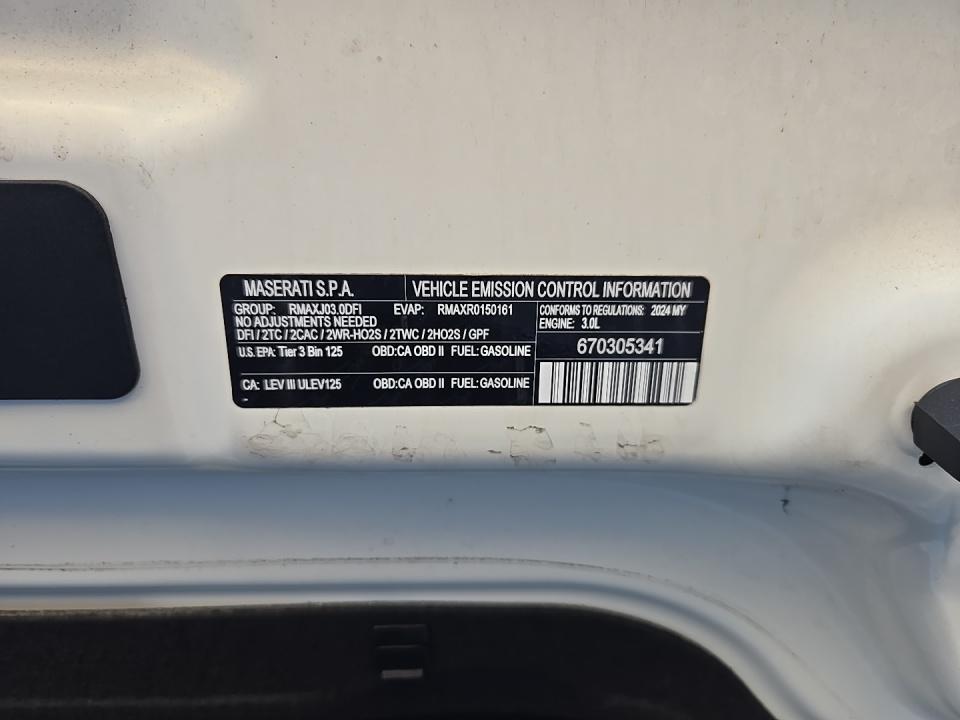 MASERATI S.P.A. VEHICLE EMISSION CONTROL INFORMATION
GROUP: RMAXJ03.0DFI EVAP: RMAXR0150161
NO ADJUSTMENTS NEEDED
DFI / 2TC / 2CAC / 2WR-HO2S / 2TWC / 2HO2S / GPF
U.S. EPA: Tier 3 Bin 125 OBD:CA OBD II FUEL: GASOLINE
CA: LEV III ULEV125 OBD:CA OBD II FUEL: GASOLINE
CONFORMS TO REGULATIONS: 2024 MY
ENGINE: 3.0L
670305341